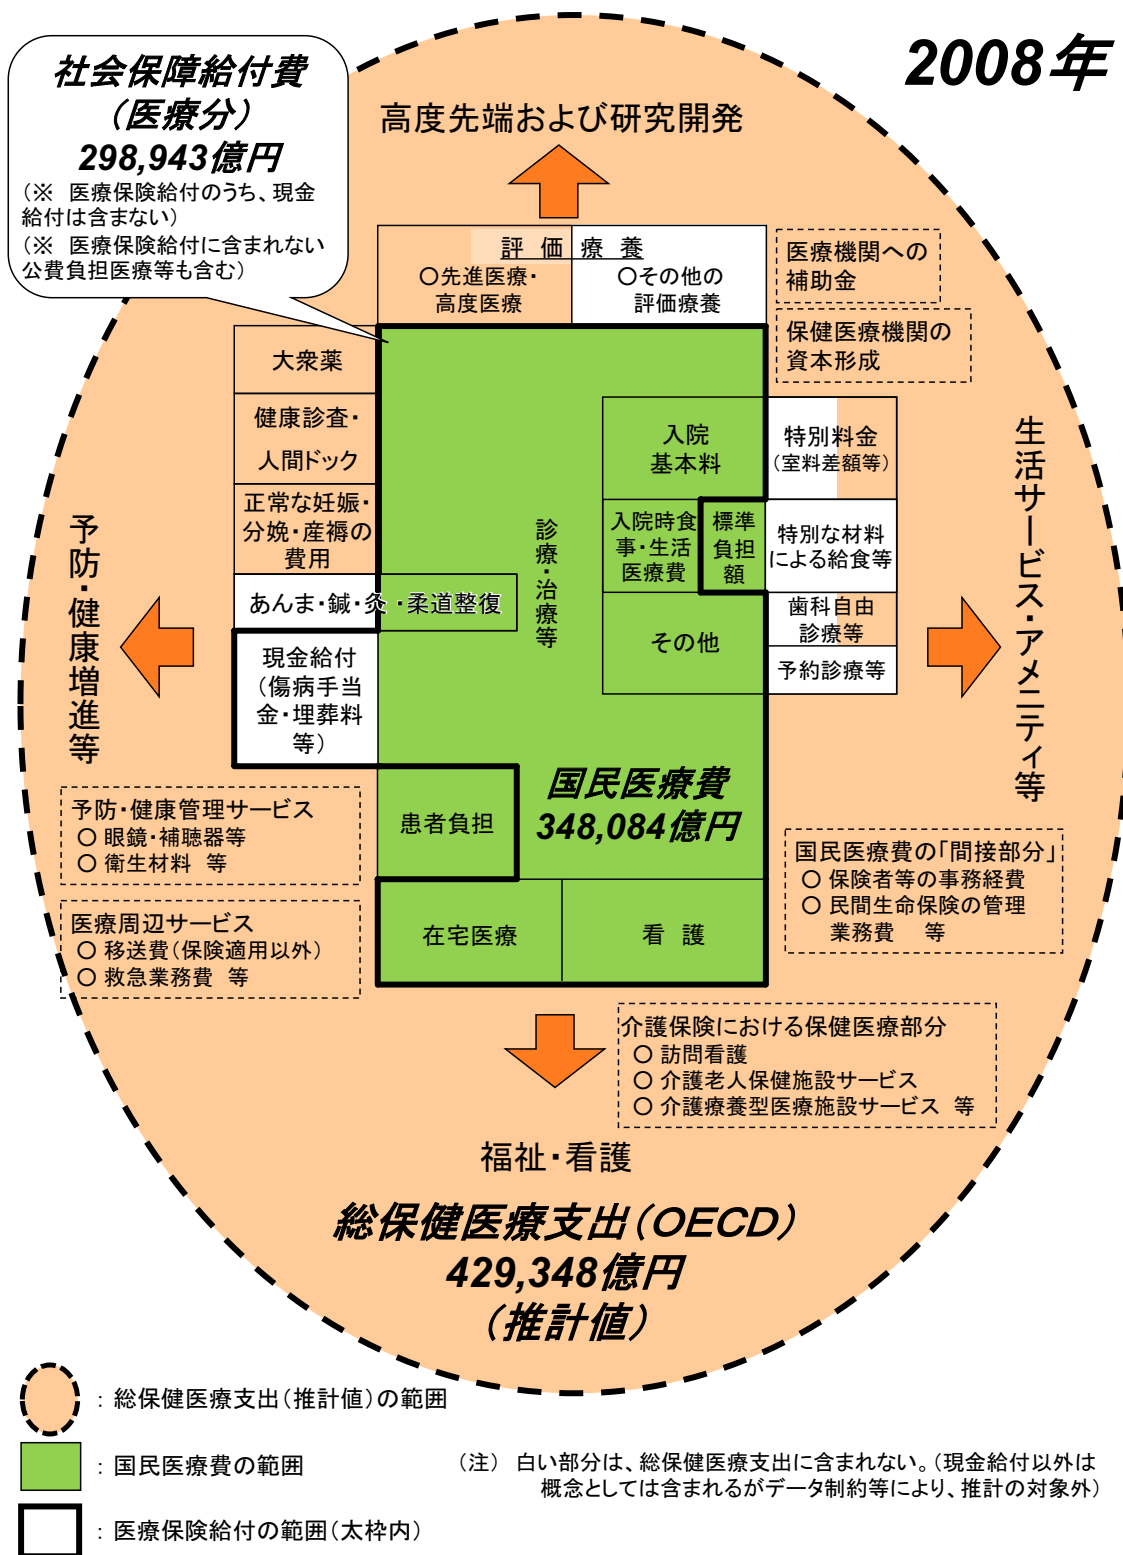 2008年
社会保障給付費
（医療分）
298,943億円
（※　医療保険給付のうち、現金
給付は含まない）
（※　医療保険給付に含まれない
公費負担医療等も含む）
高度先端および研究開発
評　価　療　養
○先進医療・
高度医療
○その他の
評価療養
医療機関への
補助金
保健医療機関の
資本形成
大衆薬
健康診査・
人間ドック
正常な妊娠・
分娩・産褥の
費用
あんま・鍼・灸・柔道整復
現金給付
（傷病手当
金・埋葬料
等）
診療・治療等
入院
基本料
入院時食
事・生活
医療費
標準
負担
額
その他
特別料金
（室料差額等）
特別な材料
による給食等
歯科自由
診療等
予約診療等
予防・健康増進等
生活サービス・アメニティ等
国民医療費
348,084億円
患者負担
在宅医療
看　護
予防・健康管理サービス
○ 眼鏡・補聴器等
○ 衛生材料　等
医療周辺サービス
○ 移送費（保険適用以外）
○ 救急業務費　等
国民医療費の「間接部分」
○ 保険者等の事務経費
○ 民間生命保険の管理
業務費　等
介護保険における保健医療部分
○ 訪問看護
○ 介護老人保健施設サービス
○ 介護療養型医療施設サービス　等
福祉・看護
総保健医療支出（OECD）
429,348億円
（推計値）
：総保健医療支出（推計値）の範囲
：国民医療費の範囲
：医療保険給付の範囲（太枠内）
（注）　白い部分は、総保健医療支出に含まれない。（現金給付以外は
概念としては含まれるがデータ制約等により、推計の対象外）